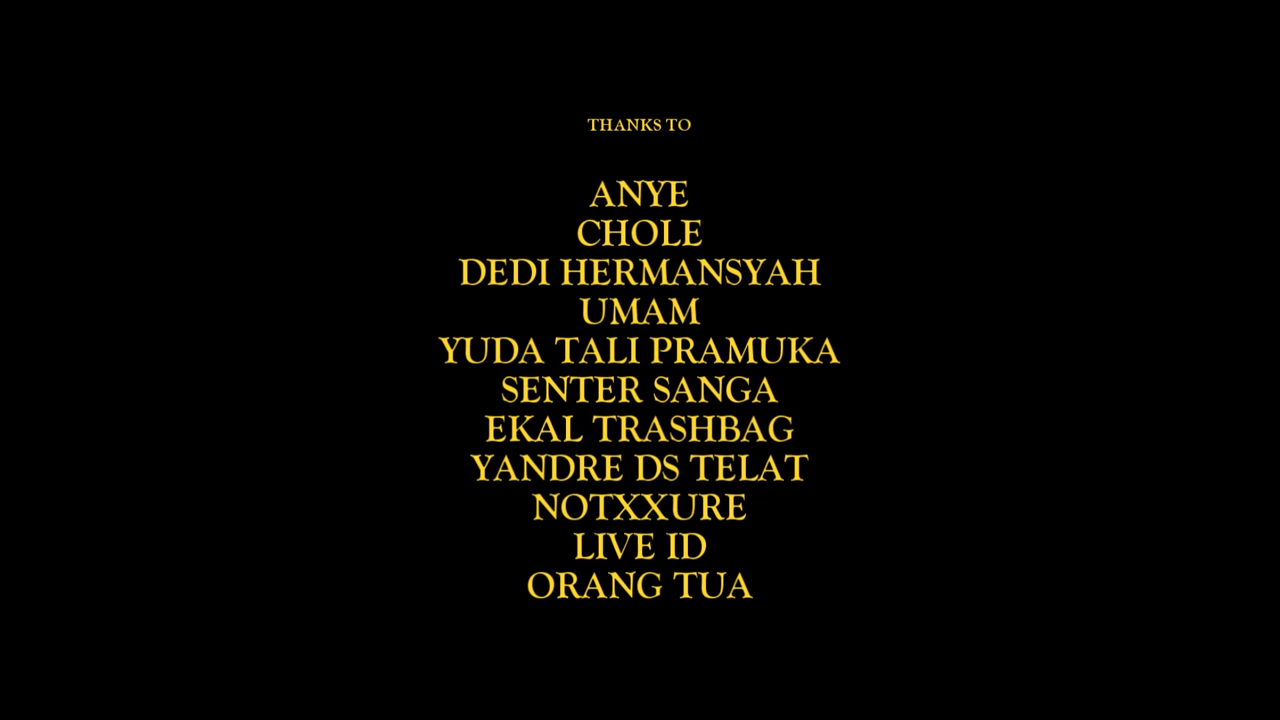 THANKS TO
ANYE
CHOLE
DEDI HERMANSYAH
UMAM
YUDA TALI PRAMUKA
SENTER SANGA
EKAL TRASHBAG
YANDRE DS TELAT
NOTXXURE
LIVE ID
ORANG TUA